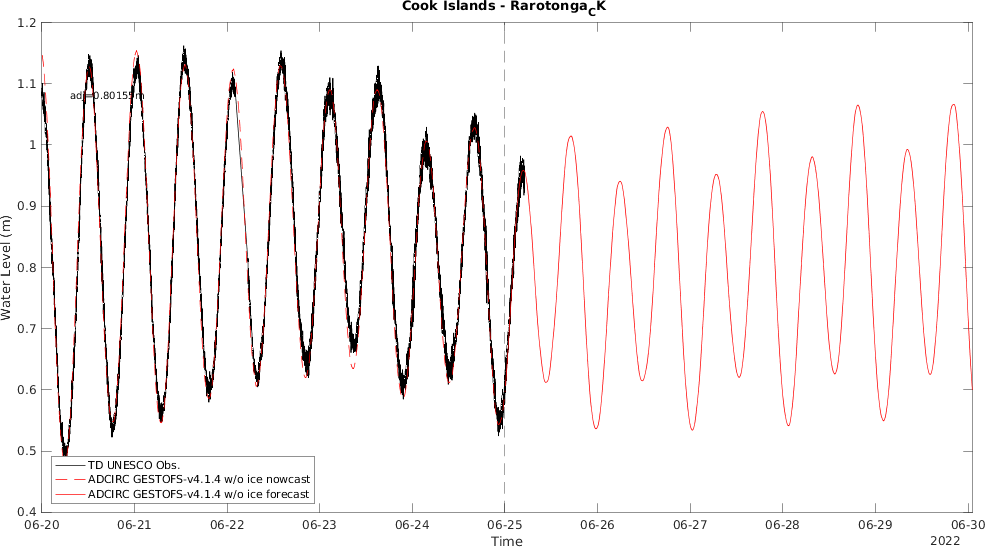 Cook Islands - RarotongaCK
1.2
1.1
adj=0.80155m
1
0.9
0.8
0.7
0.6
0.5
0.4
Water Level (m)
TD UNESCO Obs.
ADCIRC GESTOFS-v4.1.4 w/o ice nowcast
ADCIRC GESTOFS-v4.1.4 w/o ice forecast
06-20 06-21 06-22 06-23 06-24 06-25 06-26 06-27 06-28 06-29 06-30
Time
2022